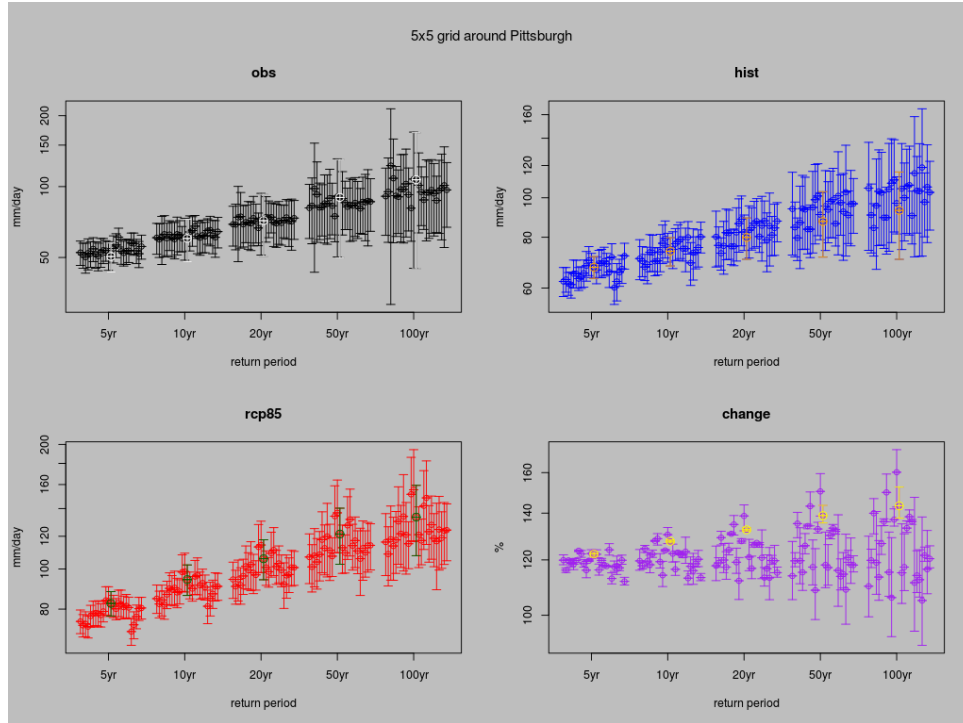 5x5 grid around Pittsburgh
obs
mm/day
200
150
100
50
5yr 10yr 20yr 50yr 100yr
return period
hist
mm/day
160
120
100
80
60
5yr 10yr 20yr 50yr 100yr
return period
rcp85
mm/day
200
160
120
100
80
5yr 10yr 20yr 50yr 100yr
return period
change
%
160
140
120
100
5yr 10yr 20yr 50yr 100yr
return period